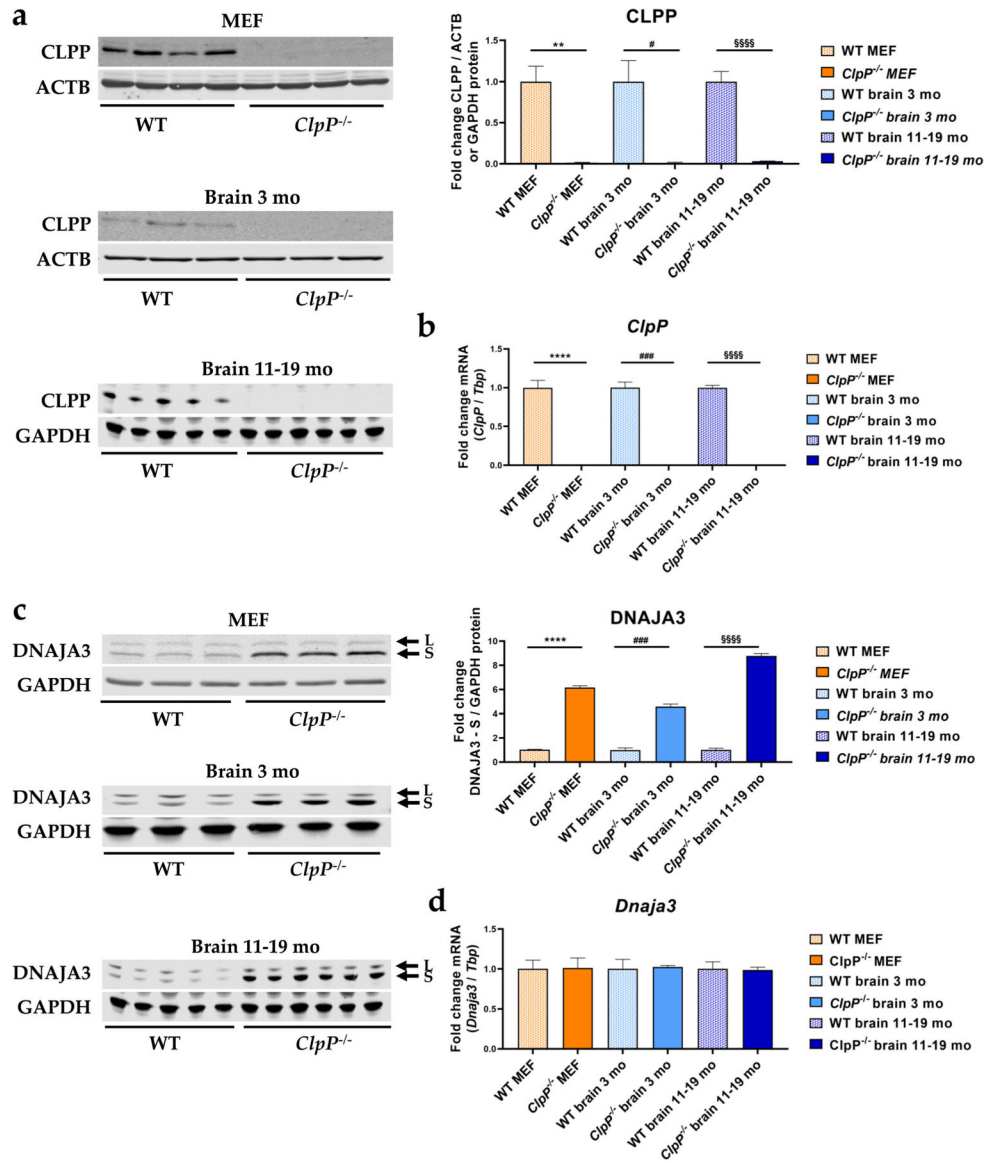 a
MEF
CLPP
ACTB
WT
ClpP-/-
Brain 3 mo
CLPP
ACTB
WT
ClpP-/-
Brain 11-19 mo
CLPP
GAPDH
WT
ClpP-/-
CLPP
Fold change CLPP / ACTB
or GAPDH protein
1.5
1.0
0.5
0.0
**
#
§§§§
WT MEF
ClpP-/- MEF
WT brain 3 mo
ClpP-/- brain 3 mo
WT brain 11-19 mo
ClpP-/- brain 11-19 mo
WT MEF
ClpP-/- MEF
WT brain 3 mo
ClpP-/- brain 3 mo
WT brain 11-19 mo
ClpP-/- brain 11-19 mo
b
ClpP
Fold change mRNA
(ClpP / Tbp)
1.5
1.0
0.5
0.0
****
###
§§§§
WT MEF
ClpP-/- MEF
WT brain 3 mo
ClpP-/- brain 3 mo
WT brain 11-19 mo
ClpP-/- brain 11-19 mo
WT MEF
ClpP-/- MEF
WT brain 3 mo
ClpP-/- brain 3 mo
WT brain 11-19 mo
ClpP-/- brain 11-19 mo
c
MEF
DNAJA3
L
S
GAPDH
WT
ClpP-/-
Brain 3 mo
DNAJA3
L
S
GAPDH
WT
ClpP-/-
Brain 11-19 mo
DNAJA3
L
S
GAPDH
WT
ClpP-/-
DNAJA3
Fold change
DNAJA3 - S / GAPDH protein
10
8
6
4
2
0
****
###
§§§§
WT MEF
ClpP-/- MEF
WT brain 3 mo
ClpP-/- brain 3 mo
WT brain 11-19 mo
ClpP-/- brain 11-19 mo
WT MEF
ClpP-/- MEF
WT brain 3 mo
ClpP-/- brain 3 mo
WT brain 11-19 mo
ClpP-/- brain 11-19 mo
d
Dnaja3
Fold change mRNA
(Dnaja3 / Tbp)
1.5
1.0
0.5
0.0
WT MEF
ClpP-/- MEF
WT brain 3 mo
ClpP-/- brain 3 mo
WT brain 11-19 mo
ClpP-/- brain 11-19 mo
WT MEF
ClpP-/- MEF
WT brain 3 mo
ClpP-/- brain 3 mo
WT brain 11-19 mo
ClpP-/- brain 11-19 mo